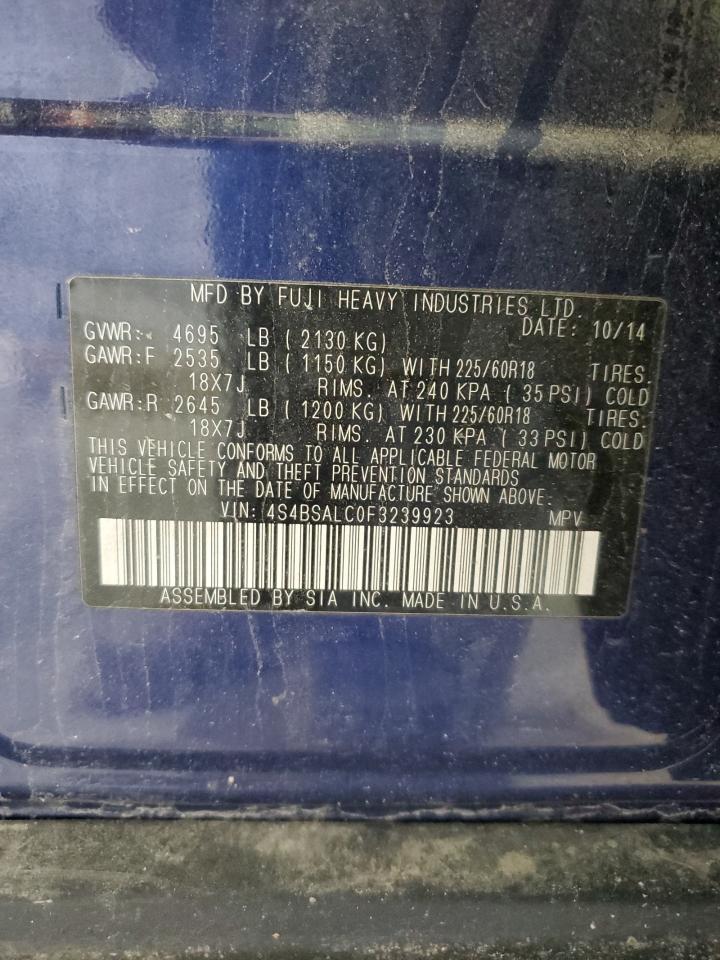 MFD BY FUJI HEAVY INDUSTRIES LTD.
DATE: 10/14
GVWR: 4695 LB ( 2130 KG)
GAWR:F 2535 LB ( 1150 KG) WITH 225/60R18 TIRES.
18X7J RIMS. AT 240 KPA ( 35 PSI) COLD
GAWR:R 2645 LB ( 1200 KG) WITH 225/60R18 TIRES.
18X7J RIMS. AT 230 KPA ( 33 PSI) COLD
THIS VEHICLE CONFORMS TO ALL APPLICABLE FEDERAL MOTOR
VEHICLE SAFETY AND THEFT PREVENTION STANDARDS
IN EFFECT ON THE DATE OF MANUFACTURE SHOWN ABOVE.
VIN: 4S4BSALC0F3239923 MPV
ASSEMBLED BY SIA INC. MADE IN U.S.A.